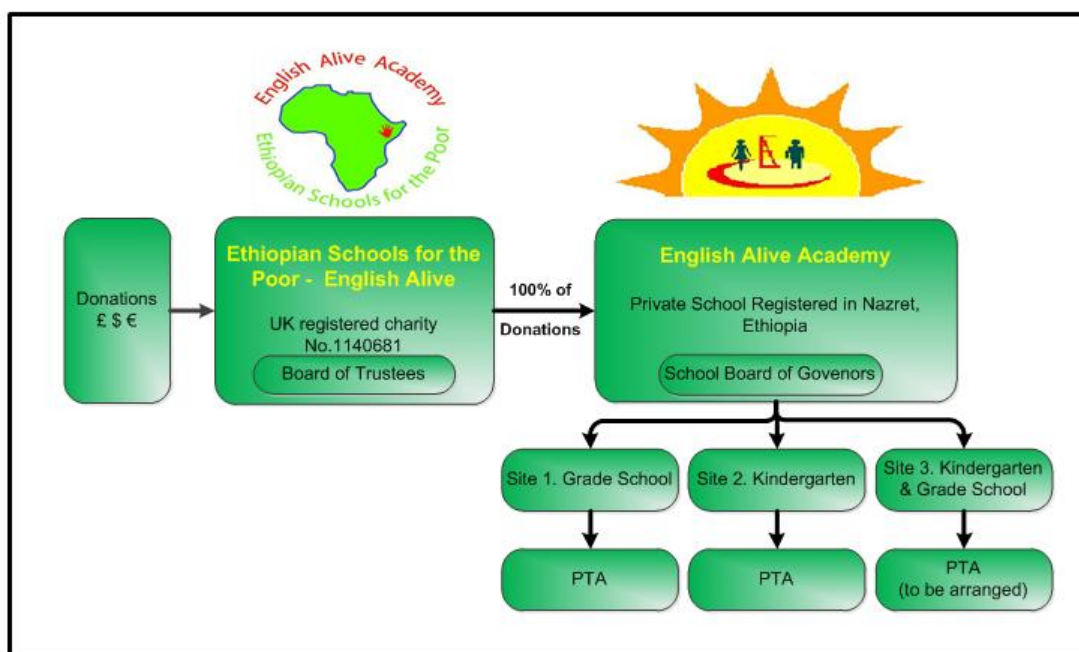 English Alive Academy
Ethiopian Schools for the Poor
Donations
£ $ €
Ethiopian Schools for the
Poor - English Alive
UK registered charity
No.1140681
Board of Trustees
100% of
Donations
English Alive Academy
Private School Registered in Nazret,
Ethiopia
School Board of Govenors
Site 1. Grade School
Site 2. Kindergarten
Site 3. Kindergarten
& Grade School
PTA
PTA
PTA
(to be arranged)